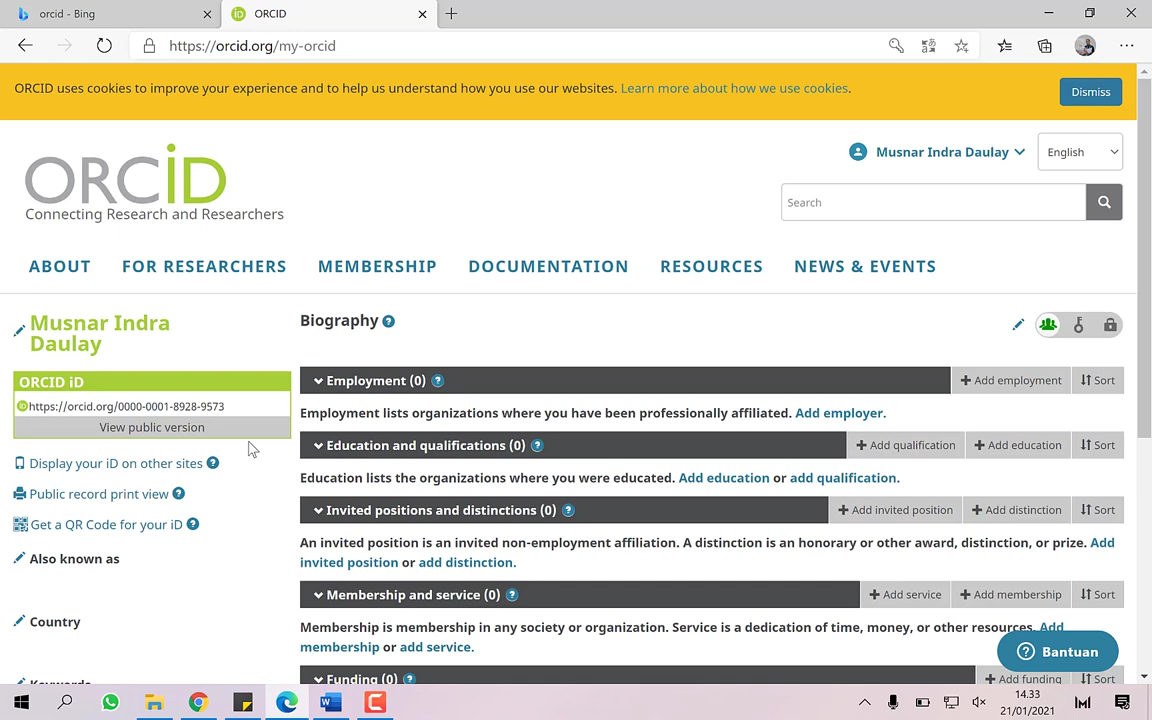 orcid - Bing
ORCID
https://orcid.org/my-orcid
ORCID uses cookies to improve your experience and to help us understand how you use our websites. Learn more about how we use cookies.
Dismiss
ORCID
Connecting Research and Researchers
Musnar Indra Daulay
English
Search
ABOUT
FOR RESEARCHERS
MEMBERSHIP
DOCUMENTATION
RESOURCES
NEWS & EVENTS
Musnar Indra
Daulay
ORCID iD
https://orcid.org/0000-0001-8928-9573
View public version
Display your iD on other sites
Public record print view
Get a QR Code for your iD
Also known as
Country
Keywords
Biography
Employment (0)
Add employment
Sort
Employment lists organizations where you have been professionally affiliated. Add employer.
Education and qualifications (0)
Add qualification
Add education
Sort
Education lists the organizations where you were educated. Add education or add qualification.
Invited positions and distinctions (0)
Add invited position
Add distinction
Sort
An invited position is an invited non-employment affiliation. A distinction is an honorary or other award, distinction, or prize. Add
invited position or add distinction.
Membership and service (0)
Add service
Add membership
Sort
Membership is membership in any society or organization. Service is a dedication of time, money, or other resources. Add
membership or add service.
Funding (0)
Add funding
Sort
Bantuan
14.33
21/01/2021